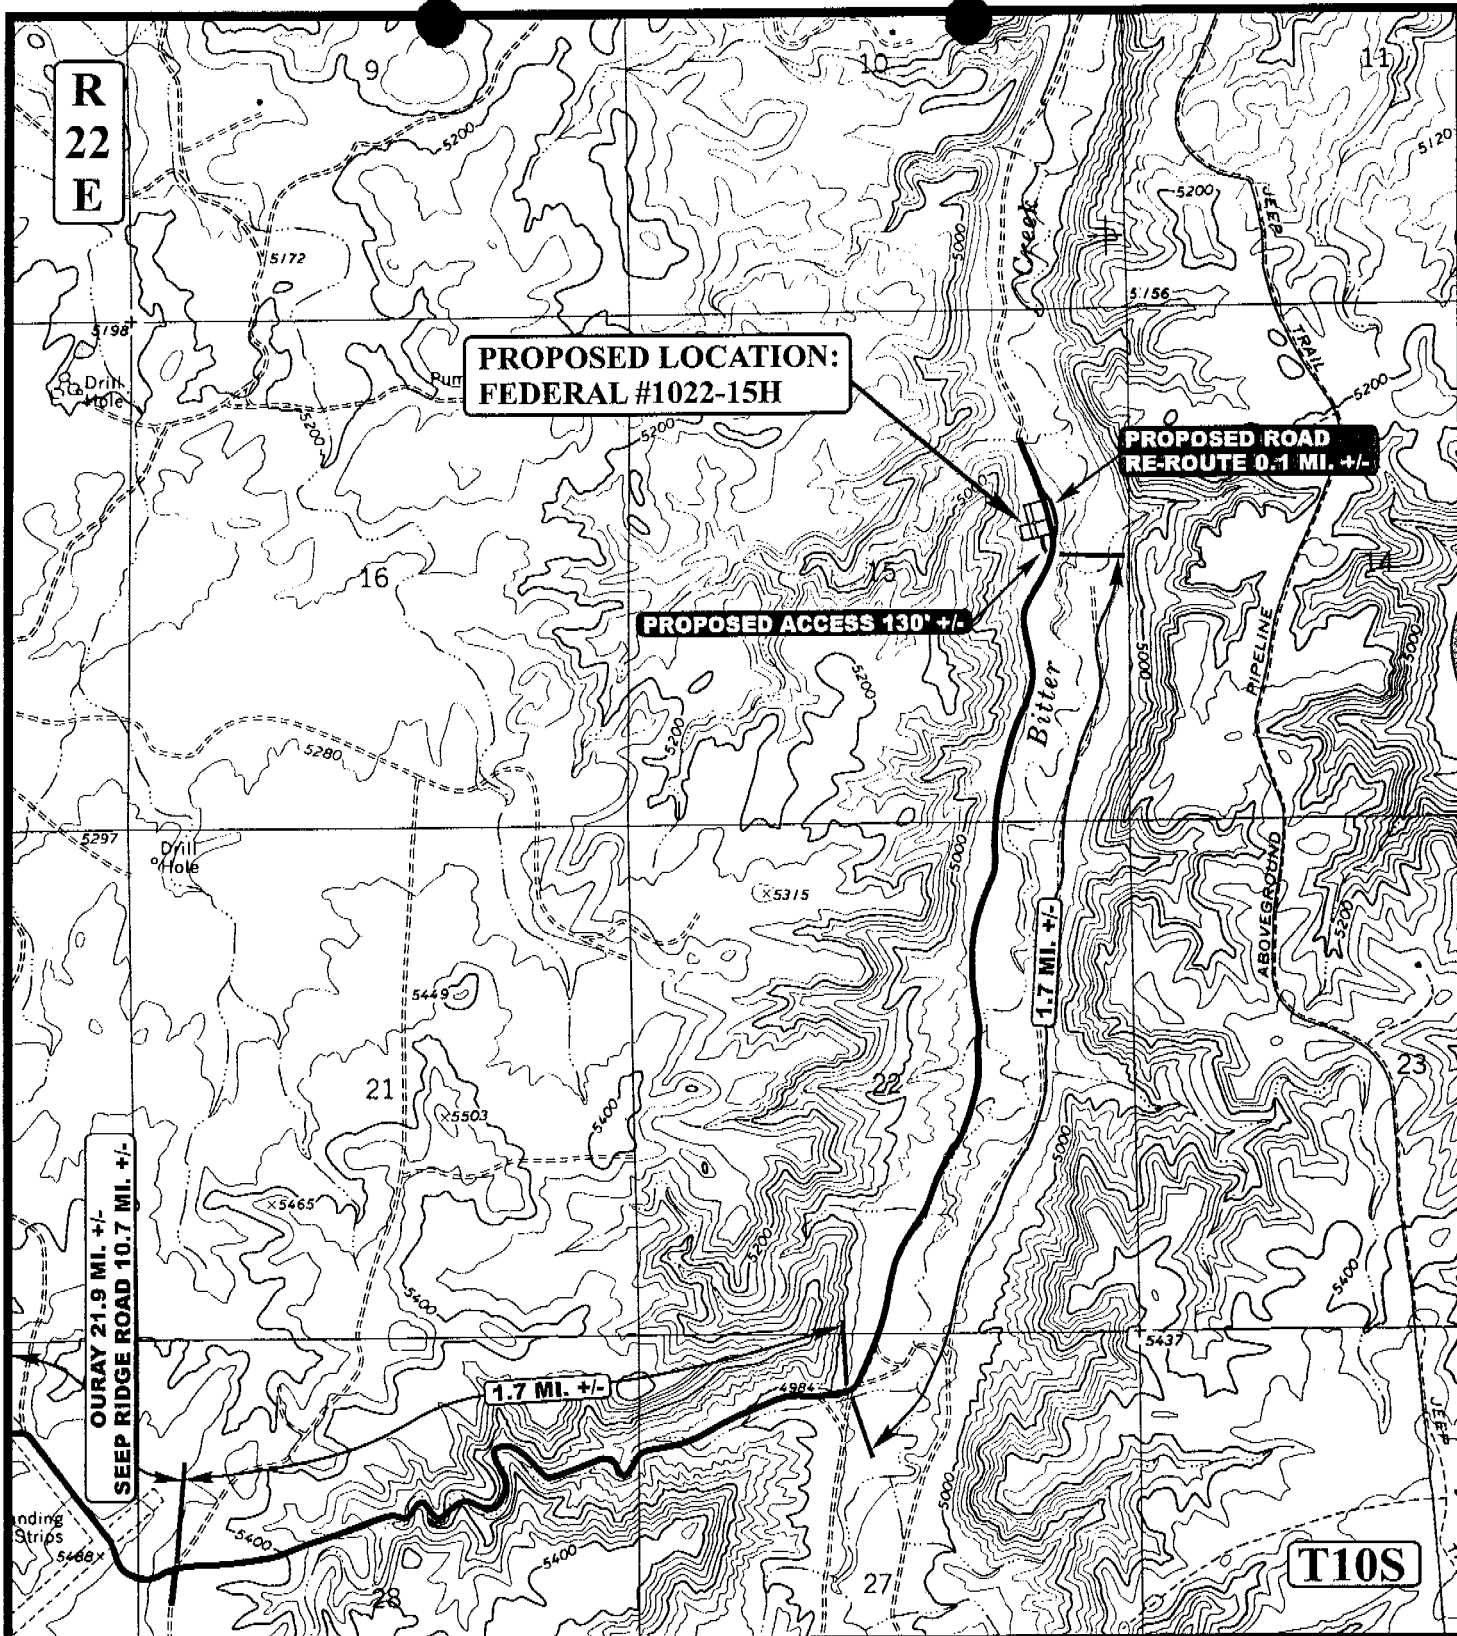 R
22
E
9
10
11
5200
5120
5200
JEEP
5172
5000
Creek
5156
5198
TRAIL
Drill
Hole
PROPOSED LOCATION:
FEDERAL #1022-15H
5200
5200
5200
PROPOSED ROAD
RE-ROUTE 0.1 MI. +/-
5000
16
15
14
PROPOSED ACCESS 130' +/-
PIPELINE
5000
5000
5200
Bitter
5200
5280
5297
Drill
Hole
5000
×5315
ABOVEGROUND
5200
1.7 MI. +/-
5449
21
22
23
×5503
5400
5000
×5465
5200
5400
5400
OURAY 21.9 MI. +/-
SEEP RIDGE ROAD 10.7 MI. +/-
5437
1.7 MI. +/-
4984
JEEP
5000
nding
Strips
5468×
5400
5400
28
27
T10S